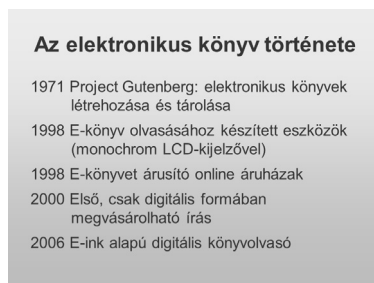 Az elektronikus könyv története
1971 Project Gutenberg: elektronikus könyvek
létrehozása és tárolása
1998 E-könyv olvasásához készített eszközök
(monochrom LCD-kijelzővel)
1998 E-könyvet árusító online áruházak
2000 Első, csak digitális formában
megvásárolható írás
2006 E-ink alapú digitális könyvolvasó